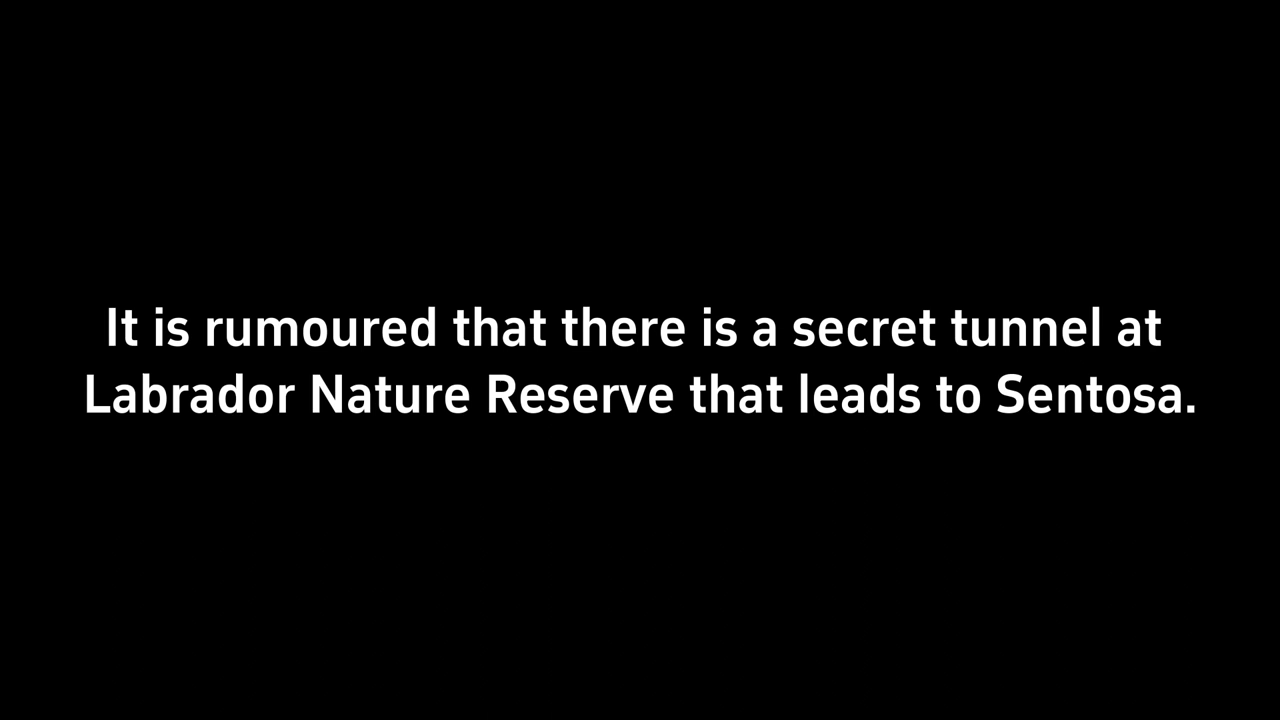 It is rumoured that there is a secret tunnel at
Labrador Nature Reserve that leads to Sentosa.